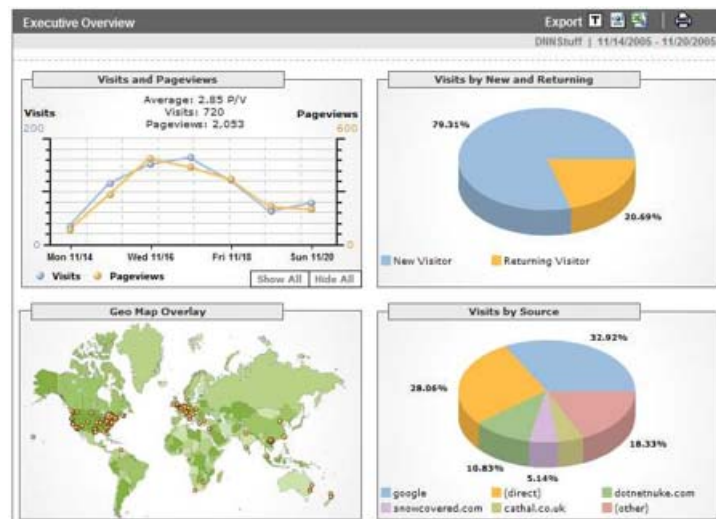 Executive Overview
Export
DNNStuff | 11/14/2005 - 11/20/2005
Visits and Pageviews
Average: 2.85 P/V
Visits: 720
Pageviews: 2,053
Visits
Pageviews
200
600
0
0
Mon 11/14
Wed 11/16
Fri 11/18
Sun 11/20
Visits
Pageviews
Show All
Hide All
Visits by New and Returning
79.31%
20.69%
New Visitor
Returning Visitor
Geo Map Overlay
Visits by Source
32.92%
28.06%
18.33%
10.83%
5.14%
google
(direct)
dotnetnuke.com
snowcovered.com
cathal.co.uk
(other)